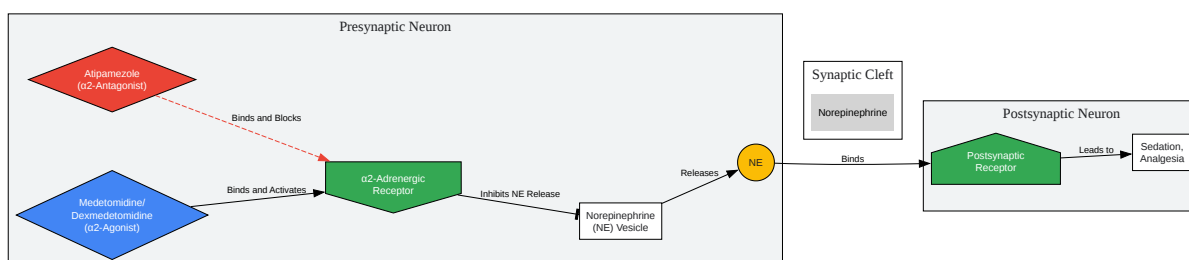 Presynaptic Neuron
Atipamezole
(α2-Antagonist)
Binds and Blocks
Medetomidine/
Dexmedetomidine
(α2-Agonist)
Binds and Activates
α2-Adrenergic
Receptor
Inhibits NE Release
Norepinephrine
(NE) Vesicle
Releases
NE
Binds
Synaptic Cleft
Norepinephrine
Postsynaptic Neuron
Postsynaptic
Receptor
Leads to
Sedation,
Analgesia